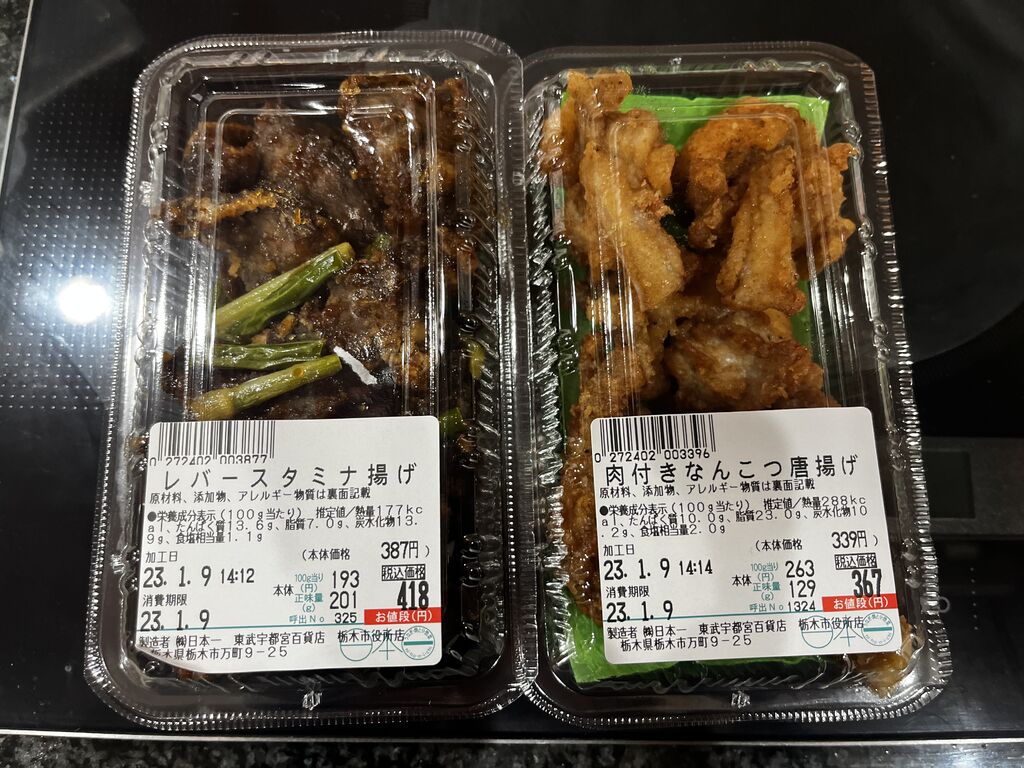 0 272402 003877
レバースタミナ揚げ
原材料、添加物、アレルギー物質は裏面記載
●栄養成分表示(100g当たり) 推定値/熱量177kc
al、たんぱく質13.6g、脂質7.0g、炭水化物13.
9g、食塩相当量1.1g
加工日 (本体価格 387円)
23.1.9 14:12 100g当り(円) 193 税込価格
消費期限 本体 正味量(g) 201 418
23.1.9 呼出No 325 お値段(円)
製造者 ㈱日本一 東武宇都宮百貨店 栃木市役所店
栃木県栃木市万町9-25
0 272402 003396
肉付きなんこつ唐揚げ
原材料、添加物、アレルギー物質は裏面記載
●栄養成分表示(100g当たり) 推定値/熱量288kc
al、たんぱく質10.0g、脂質23.0g、炭水化物10
.2g、食塩相当量2.0g
加工日 (本体価格 339円)
23.1.9 14:14 100g当り(円) 263 税込価格
消費期限 本体 正味量(g) 129 367
23.1.9 呼出No 1324 お値段(円)
製造者 ㈱日本一 東武宇都宮百貨店 栃木市役所店
栃木県栃木市万町9-25